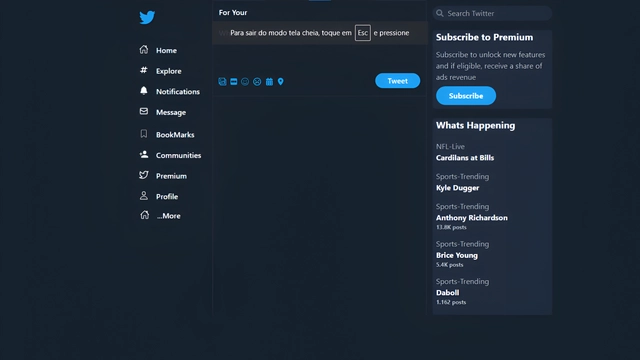 Home
Explore
Notifications
Message
BookMarks
Communities
Premium
Profile
...More
For Your
Para sair do modo tela cheia, toque em Esc e pressione
Tweet
Search Twitter
Subscribe to Premium
Subscribe to unlock new features
and if eligible, receive a share of
ads revenue
Subscribe
Whats Happening
NFL-Live
Cardilans at Bills
Sports-Trending
Kyle Dugger
Sports-Trending
Anthony Richardson
13.8K posts
Sports-Trending
Brice Young
5.4K posts
Sports-Trending
Daboll
1.162 posts